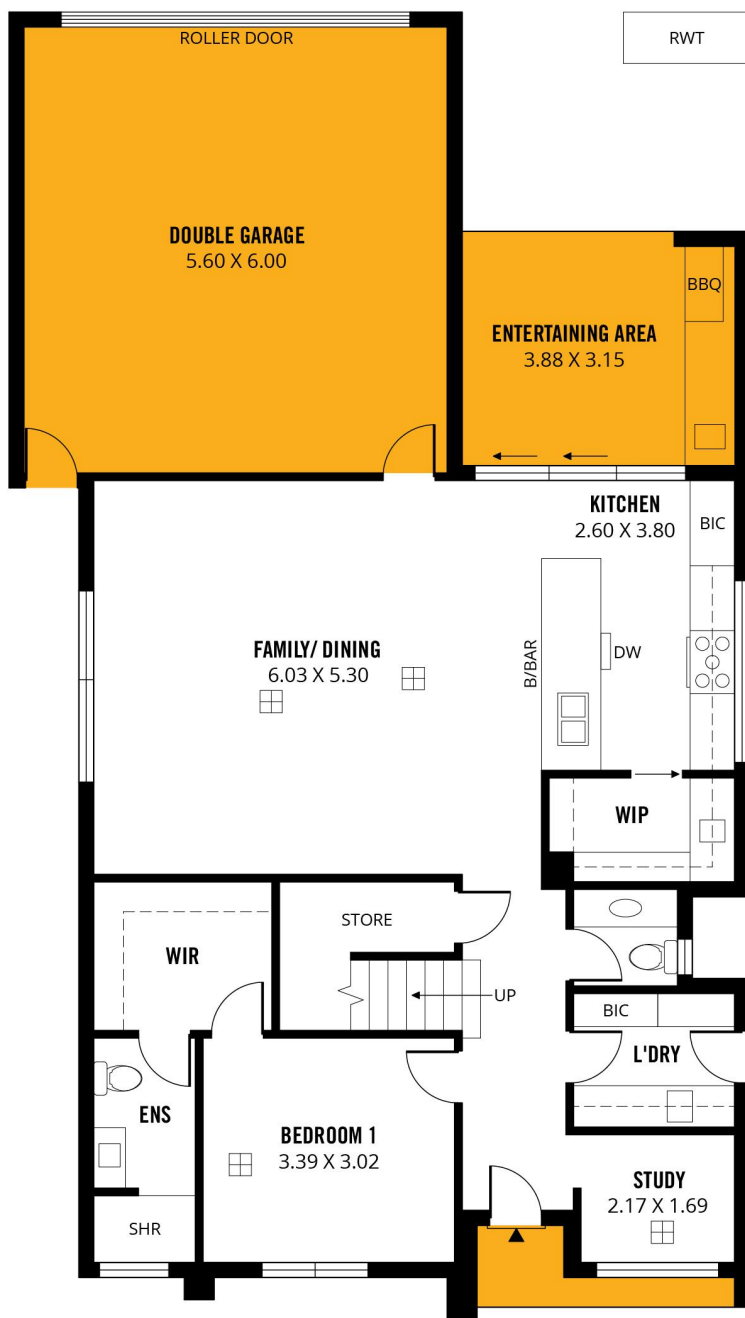 ROLLER DOOR
RWT
DOUBLE GARAGE
5.60 X 6.00
BBQ
ENTERTAINING AREA
3.88 X 3.15
KITCHEN
2.60 X 3.80
BIC
FAMILY/ DINING
6.03 X 5.30
B/BAR
DW
WIP
STORE
WIR
UP
BIC
L'DRY
ENS
BEDROOM 1
3.39 X 3.02
STUDY
2.17 X 1.69
SHR